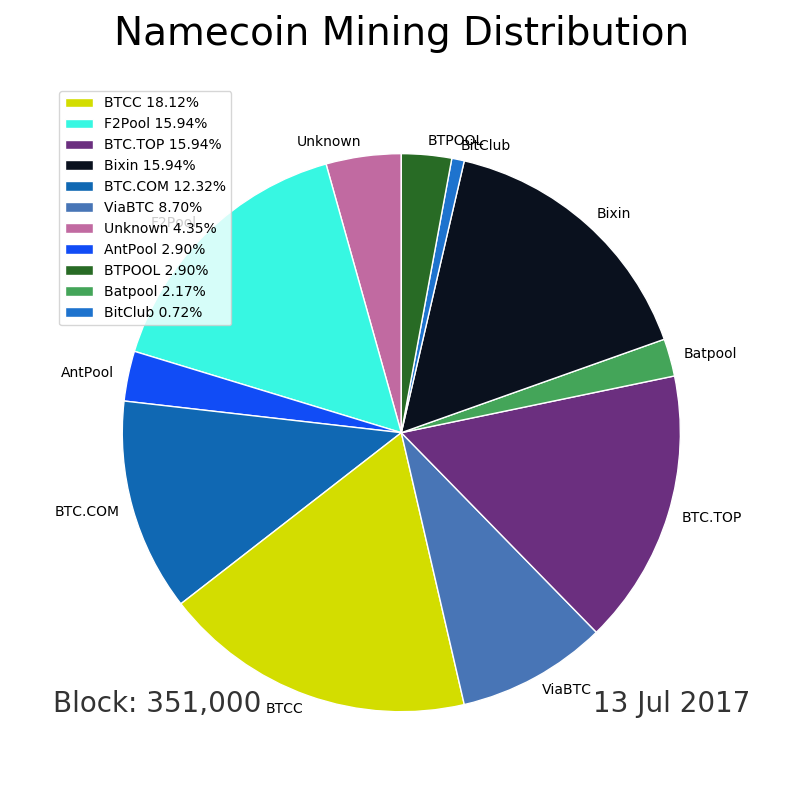 Namecoin Mining Distribution
BTCC 18.12%
F2Pool 15.94%
BTC.TOP 15.94%
Bixin 15.94%
BTC.COM 12.32%
ViaBTC 8.70%
Unknown 4.35%
AntPool 2.90%
BTPOOL 2.90%
Batpool 2.17%
BitClub 0.72%
Unknown
BTPOOL
BitClub
Bixin
F2Pool
Batpool
AntPool
BTC.COM
BTC.TOP
ViaBTC
BTCC
Block: 351,000
13 Jul 2017